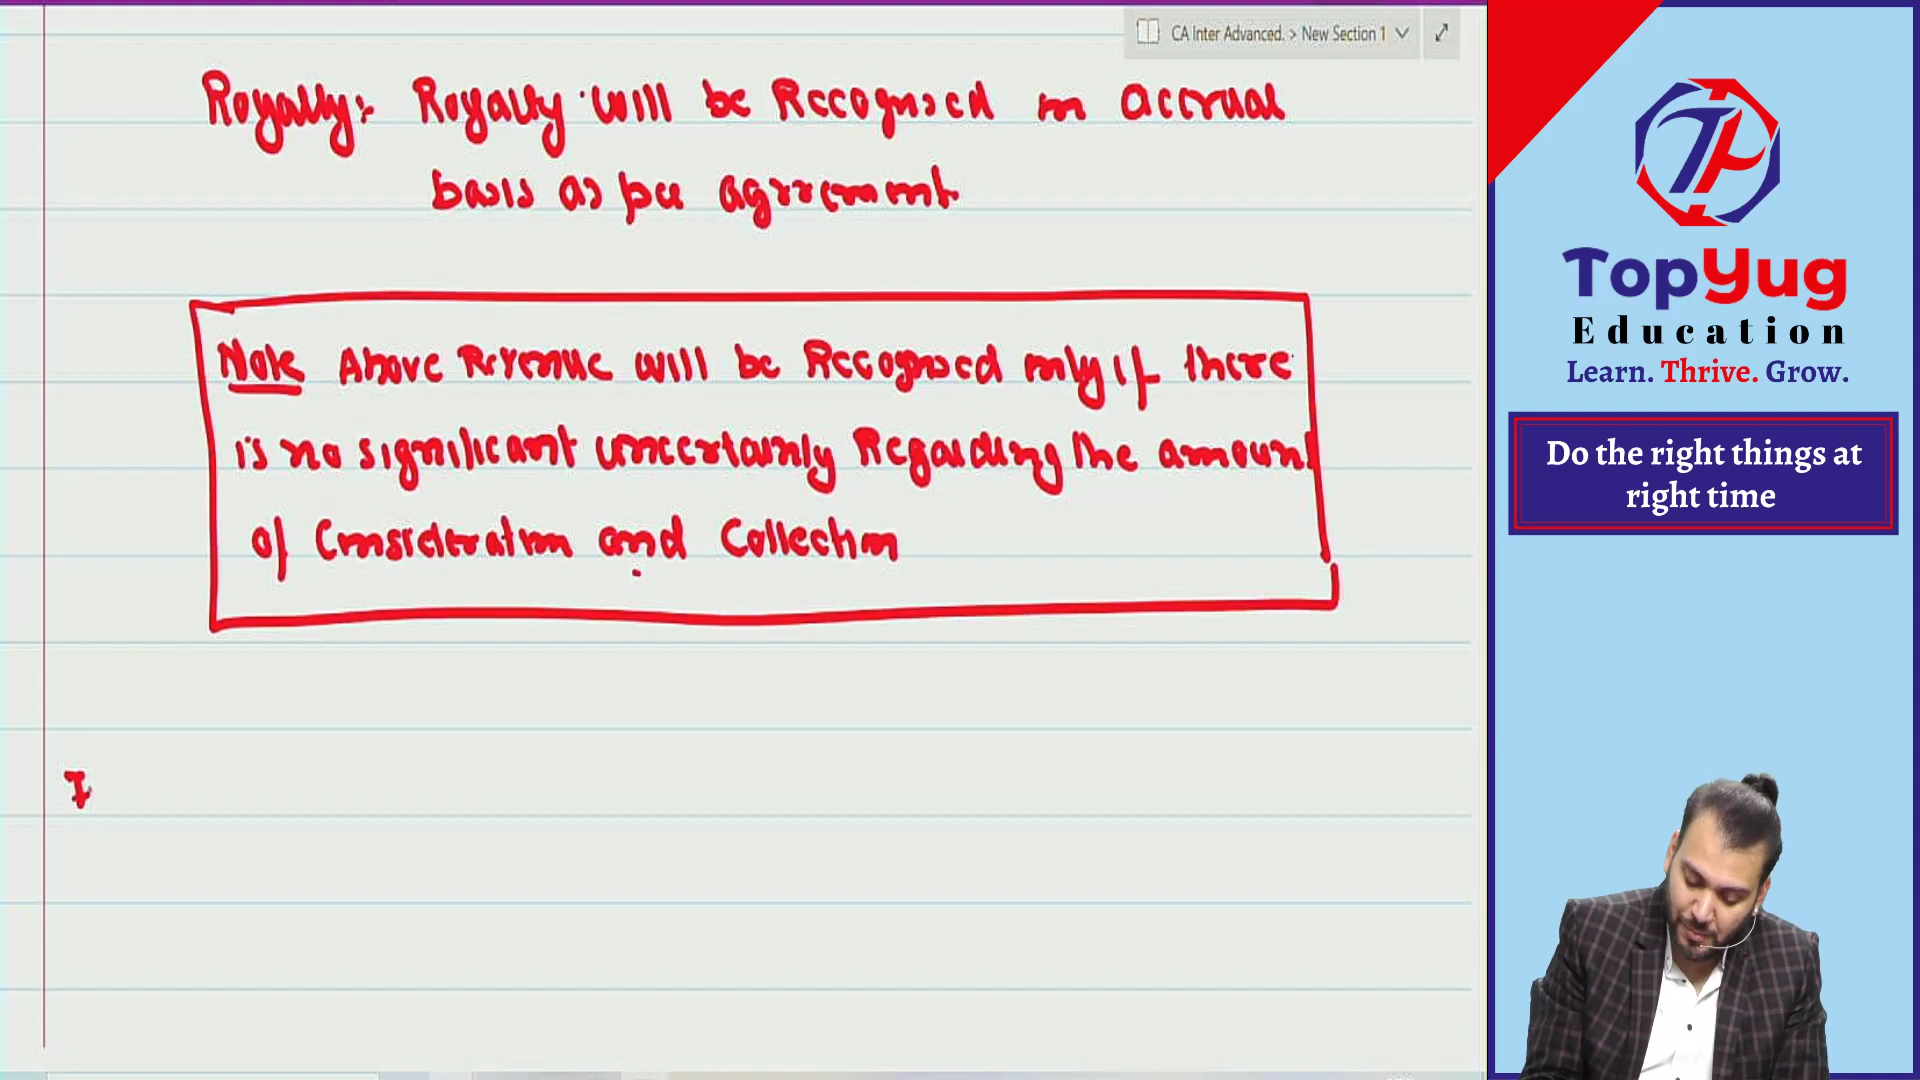 CA Inter Advanced. > New Section 1
Royalty:- Royalty will be Recognised on accrual
basis as per agreement
Note Above Revenue will be Recognised only if there
is no significant uncertainly Regarding the amount
of Consideration and Collection
I
TopYug
Education
Learn. Thrive. Grow.
Do the right things at
right time